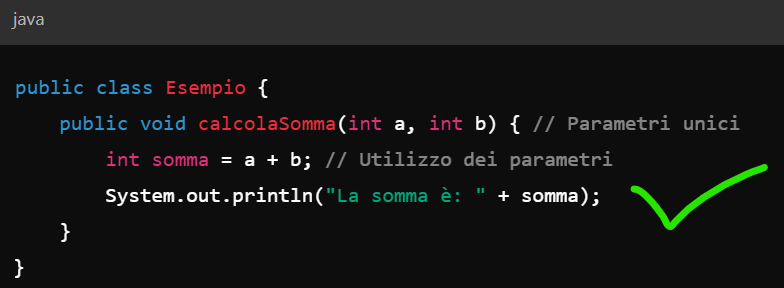 java
public class Esempio {
    public void calcolaSomma(int a, int b) { // Parametri unici
        int somma = a + b; // Utilizzo dei parametri
        System.out.println("La somma è: " + somma);
    }
}